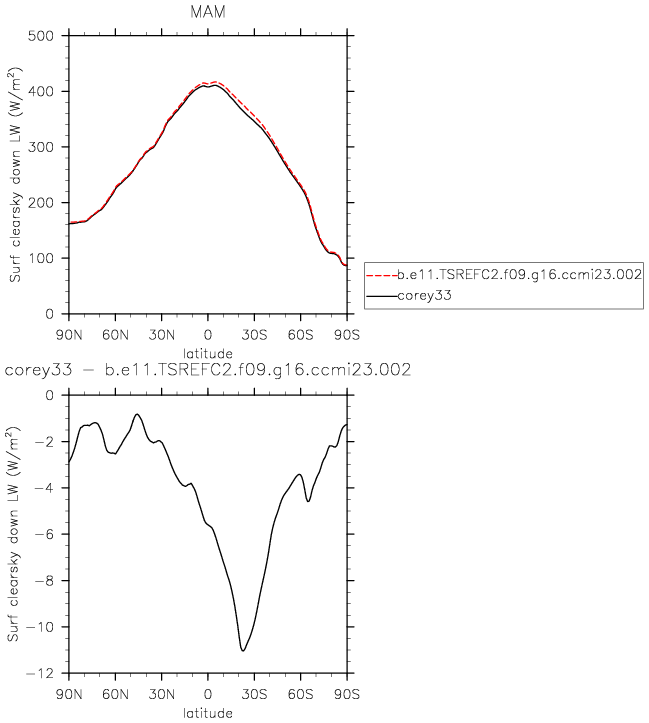 MAM
Surf clearsky down LW (W/m²)
500
400
300
200
100
0
90N 60N 30N 0 30S 60S 90S
latitude
b.e11.TSREFC2.f09.g16.ccmi23.002
corey33
corey33 − b.e11.TSREFC2.f09.g16.ccmi23.002
Surf clearsky down LW (W/m²)
0
−2
−4
−6
−8
−10
−12
90N 60N 30N 0 30S 60S 90S
latitude